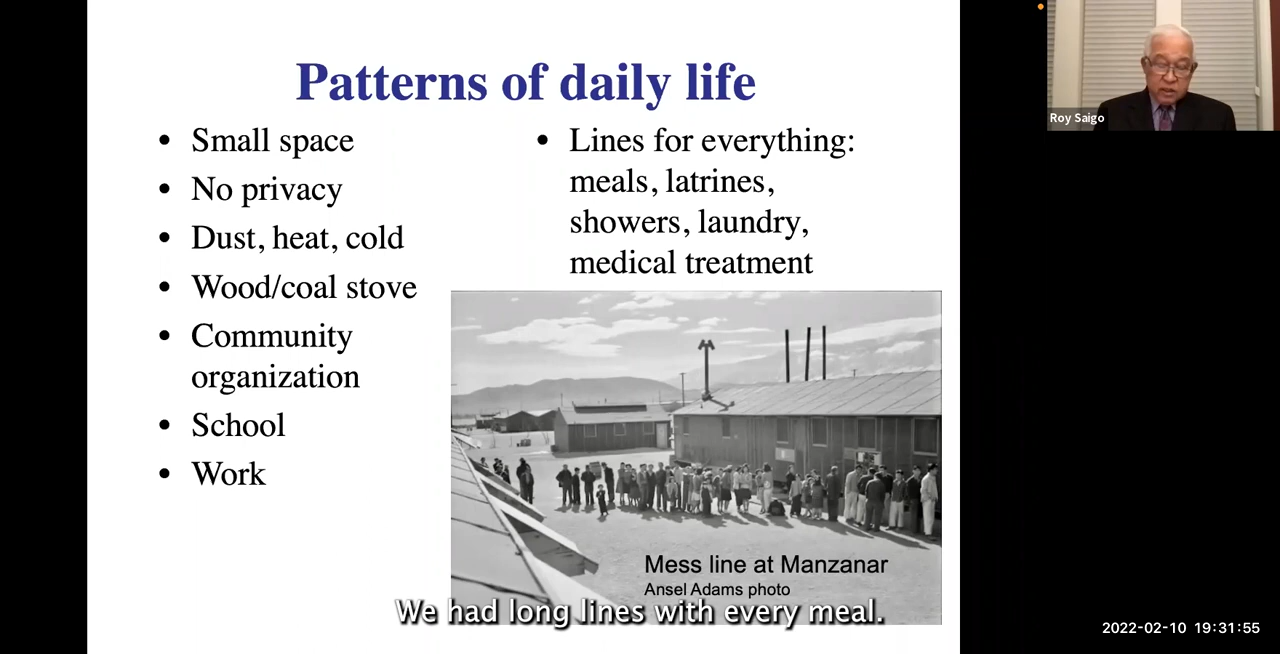 Patterns of daily life
• Small space
• No privacy
• Dust, heat, cold
• Wood/coal stove
• Community
organization
• School
• Work
• Lines for everything:
meals, latrines,
showers, laundry,
medical treatment
Mess line at Manzanar
Ansel Adams photo
We had long lines with every meal.
Roy Saigo
2022-02-10 19:31:55